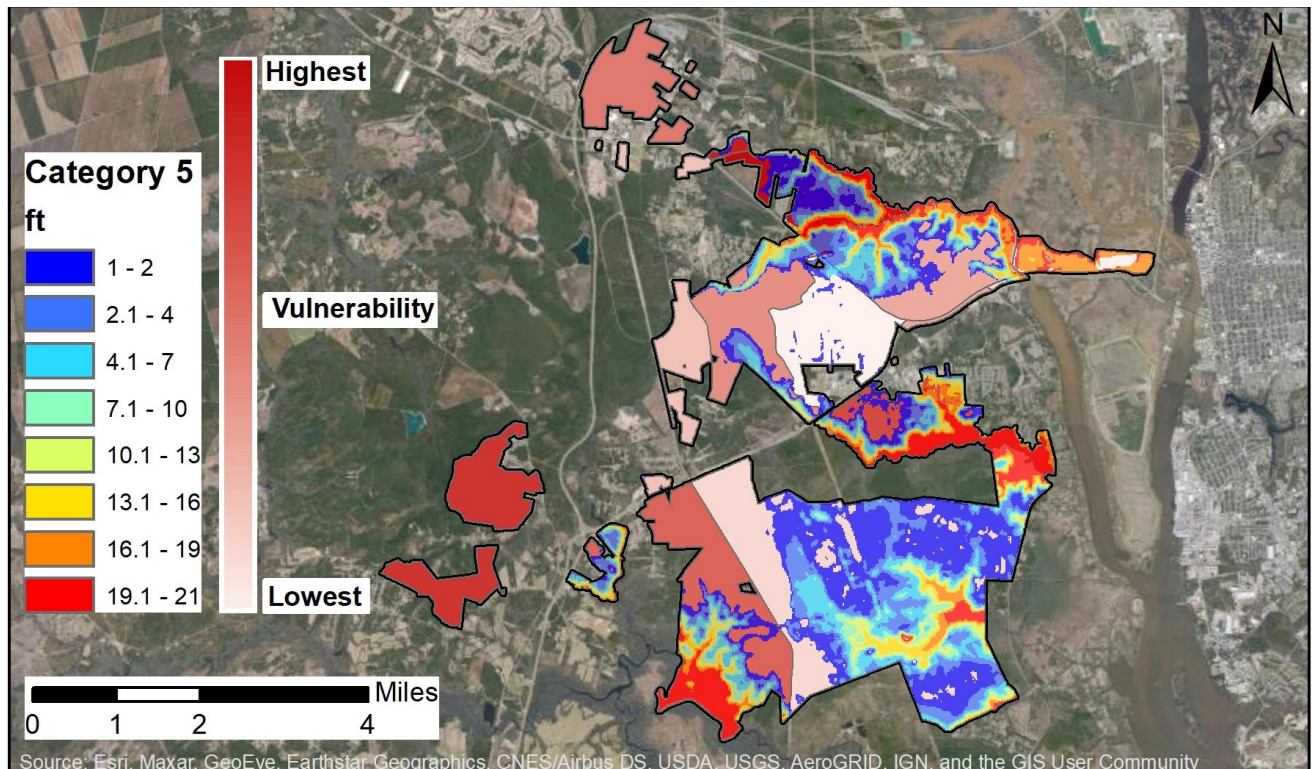 N
Highest
Vulnerability
Lowest
Category 5
ft
1 - 2
2.1 - 4
4.1 - 7
7.1 - 10
10.1 - 13
13.1 - 16
16.1 - 19
19.1 - 21
Miles
0 1 2 4
Source: Esri, Maxar, GeoEye, Earthstar Geographics, CNES/Airbus DS, USDA, USGS, AeroGRID, IGN, and the GIS User Community